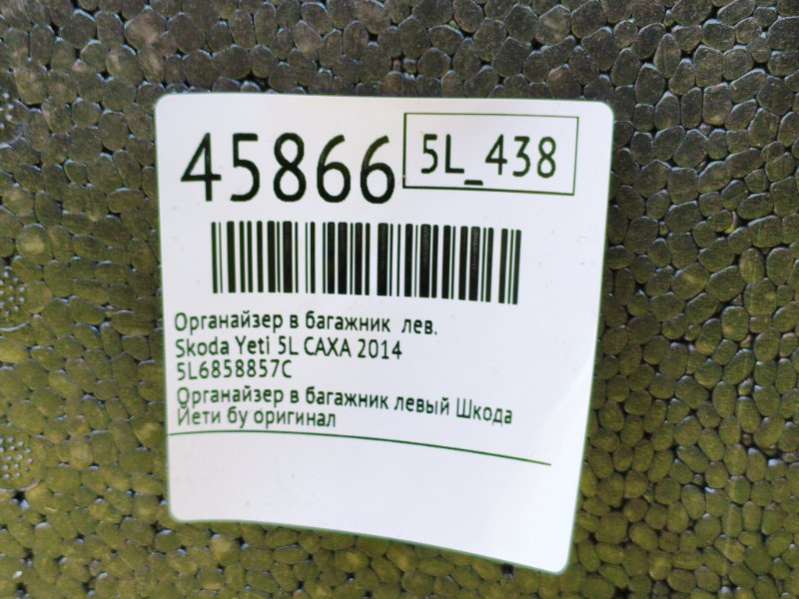 45866 5L_438
Органайзер в багажник лев.
Skoda Yeti 5L CAXA 2014
5L6858857C
Органайзер в багажник левый Шкода
Йети бу оригинал